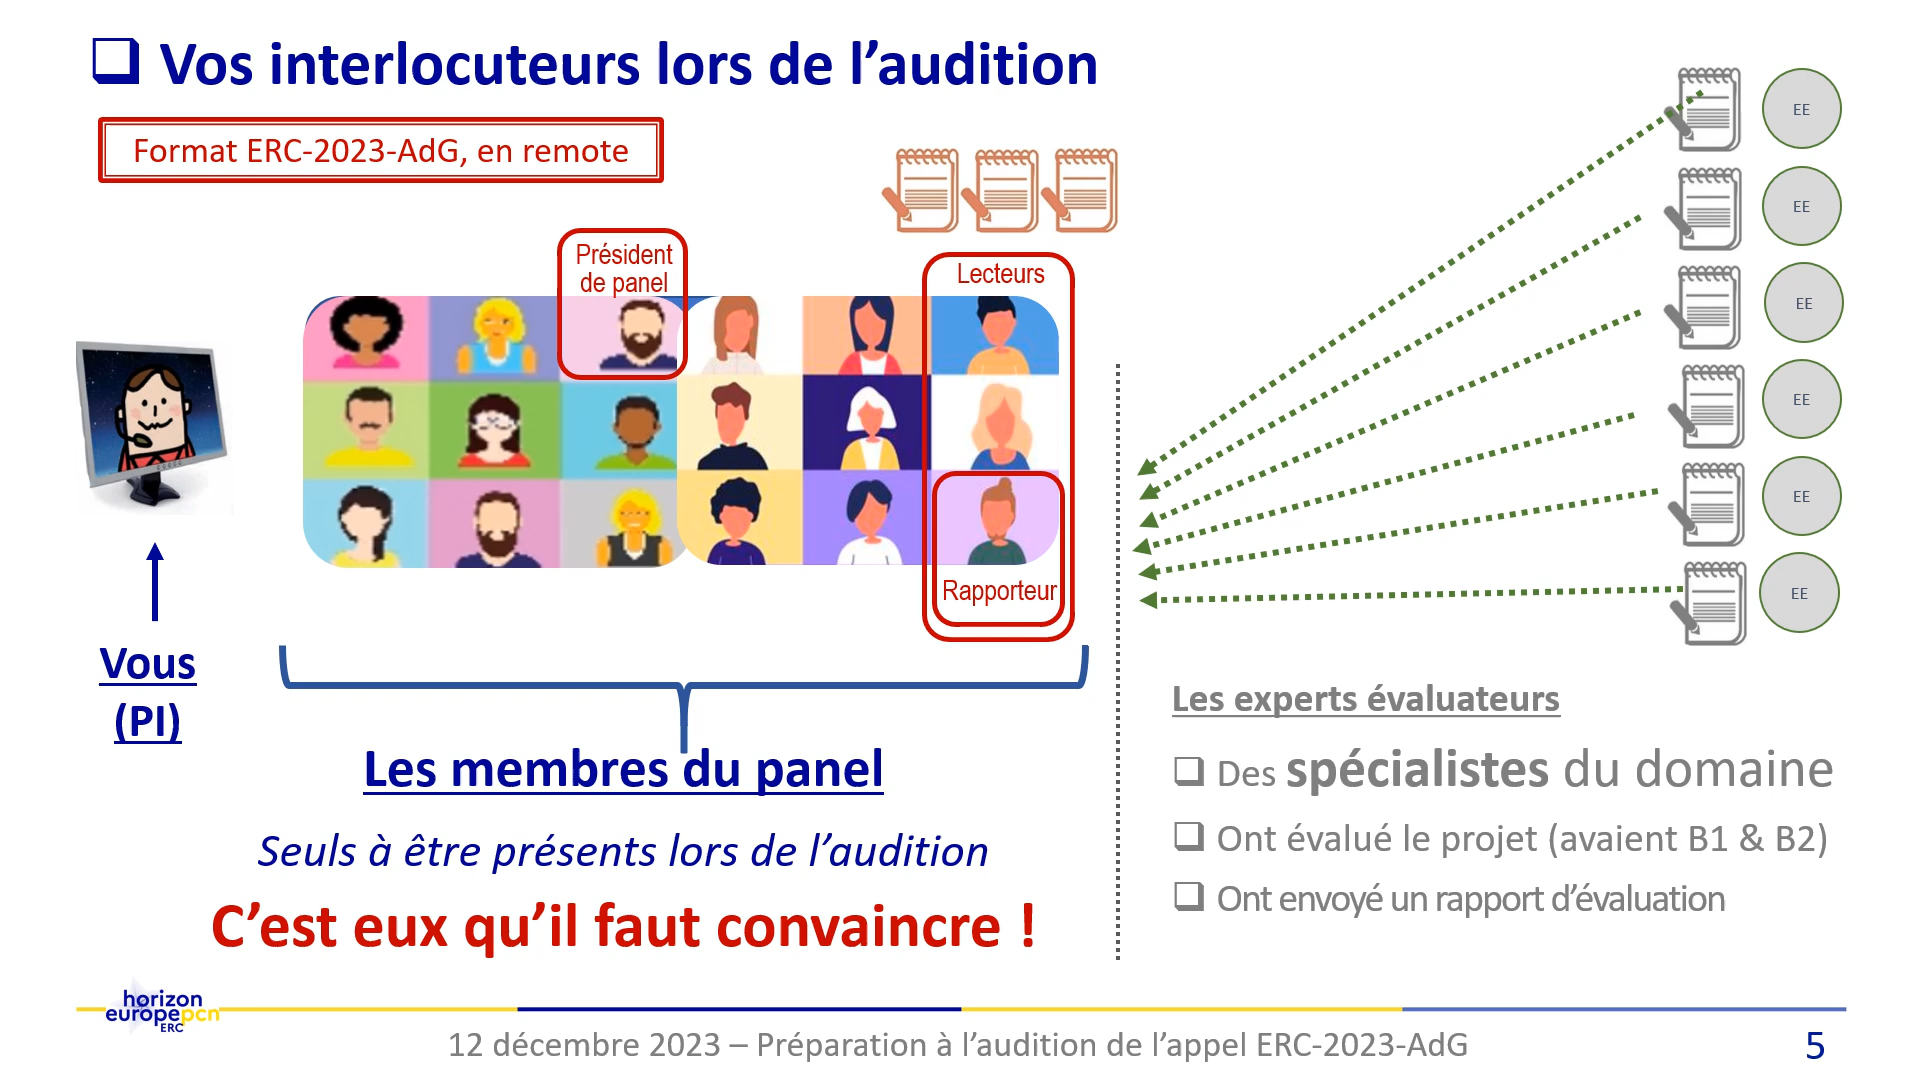 Vos interlocuteurs lors de l’audition
Format ERC-2023-AdG, en remote
Président
de panel
Lecteurs
Rapporteur
EE
EE
EE
EE
EE
EE
Vous
(PI)
Les membres du panel
Seuls à être présents lors de l’audition
C’est eux qu’il faut convaincre !
Les experts évaluateurs
Des spécialistes du domaine
Ont évalué le projet (avaient B1 & B2)
Ont envoyé un rapport d’évaluation
horizon
europepcn
ERC
12 décembre 2023 – Préparation à l’audition de l’appel ERC-2023-AdG
5